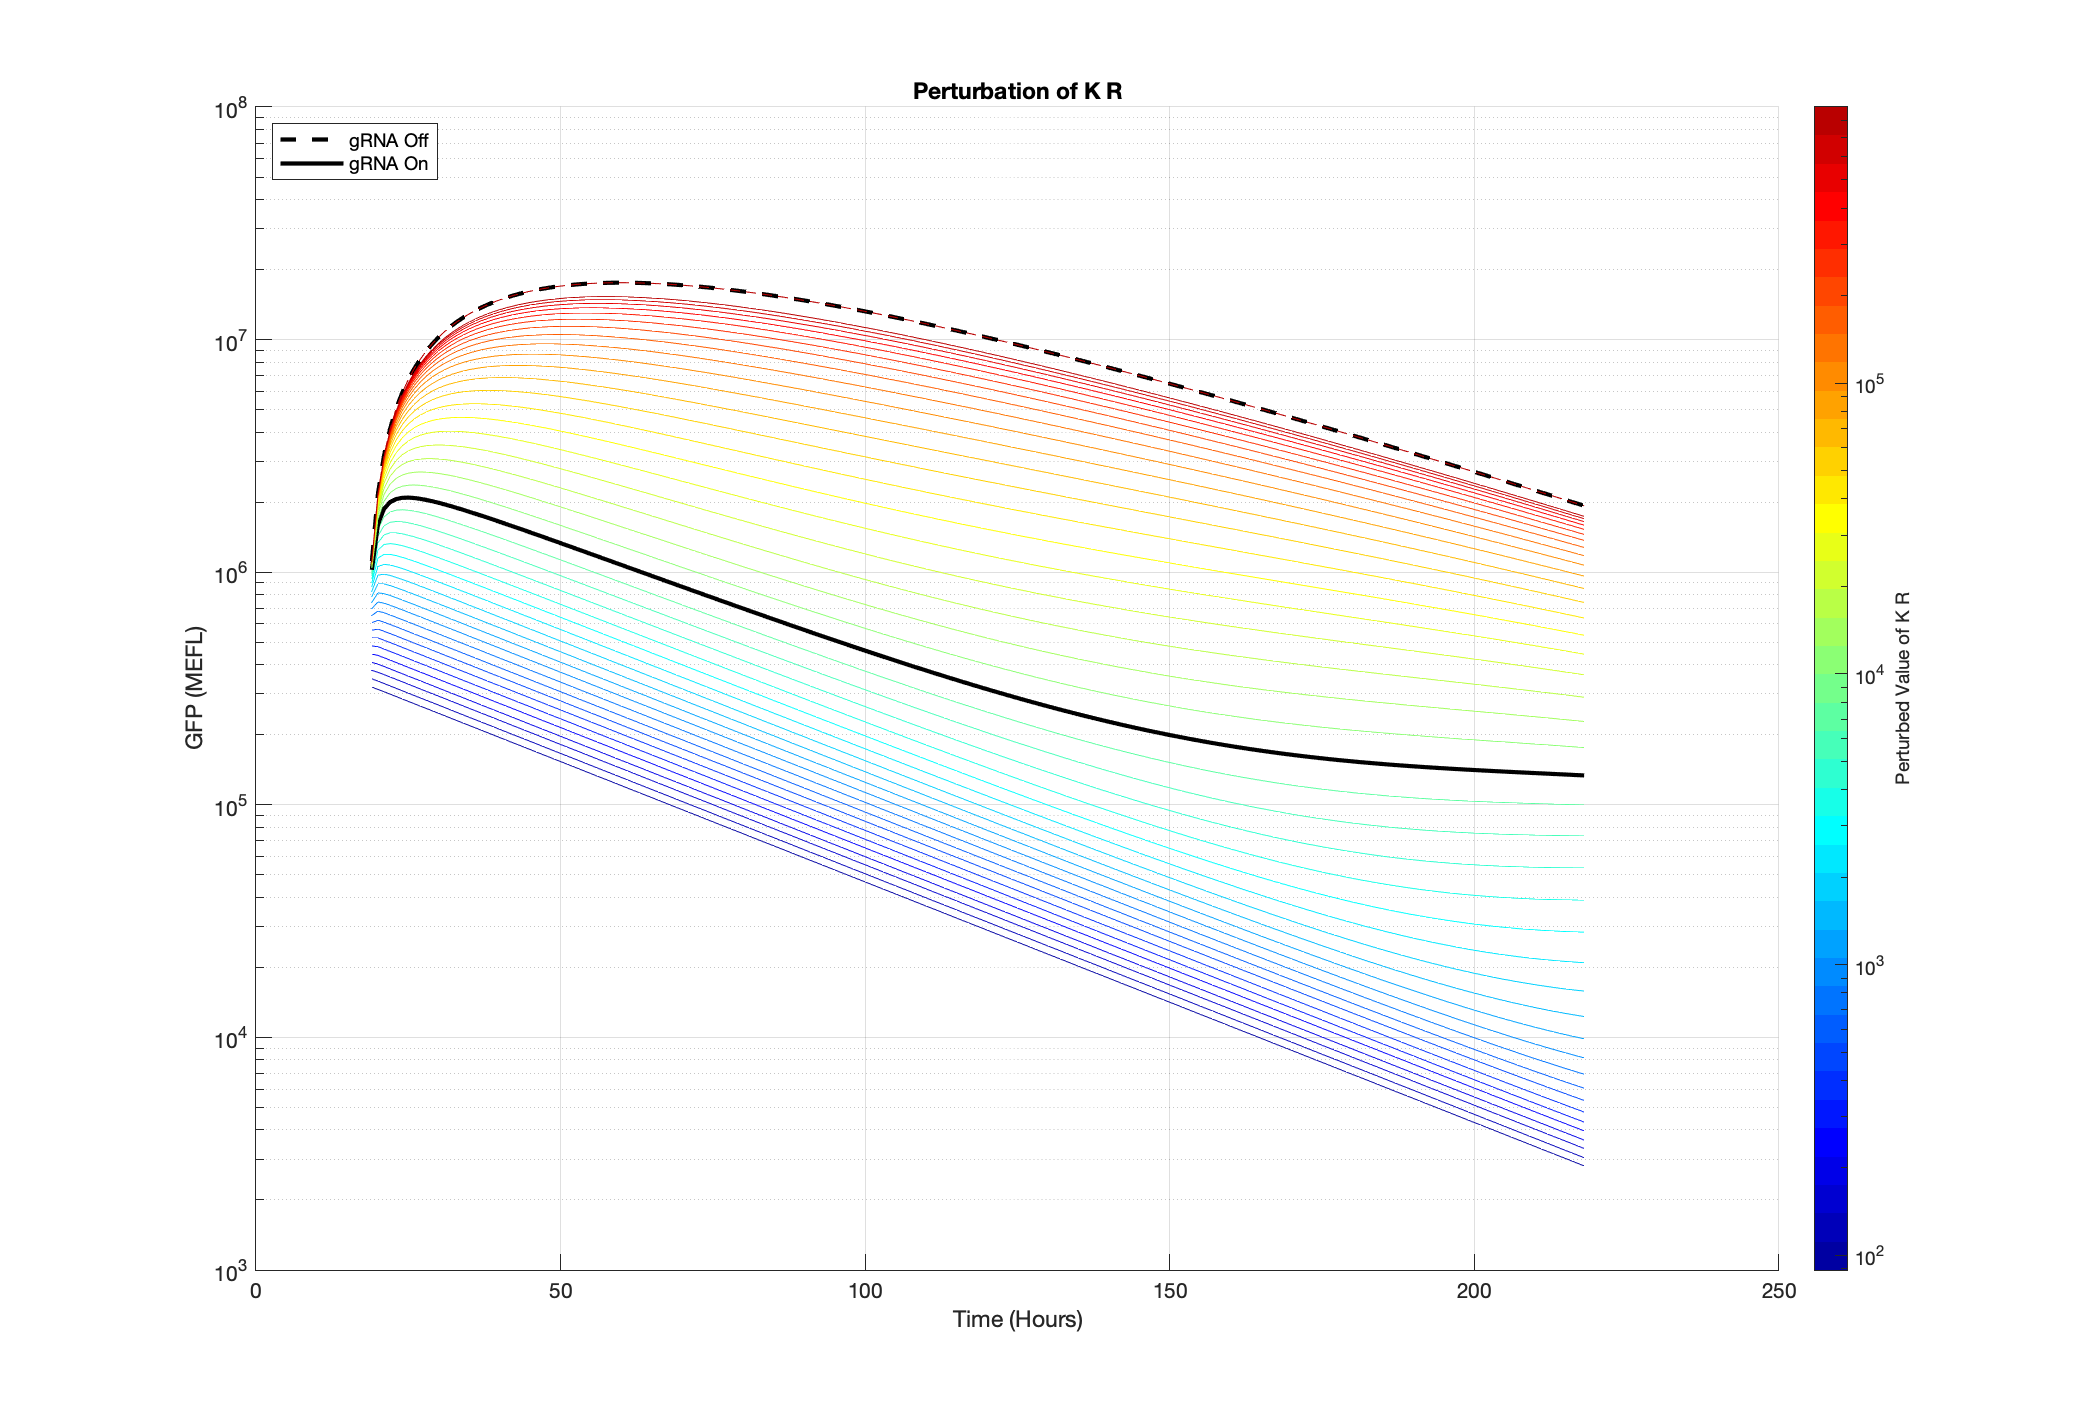 Perturbation of K R
gRNA Off
gRNA On
10^8
10^7
10^6
10^5
10^4
10^3
GFP (MEFL)
0 50 100 150 200 250
Time (Hours)
10^5
10^4
10^3
10^2
Perturbed Value of K R